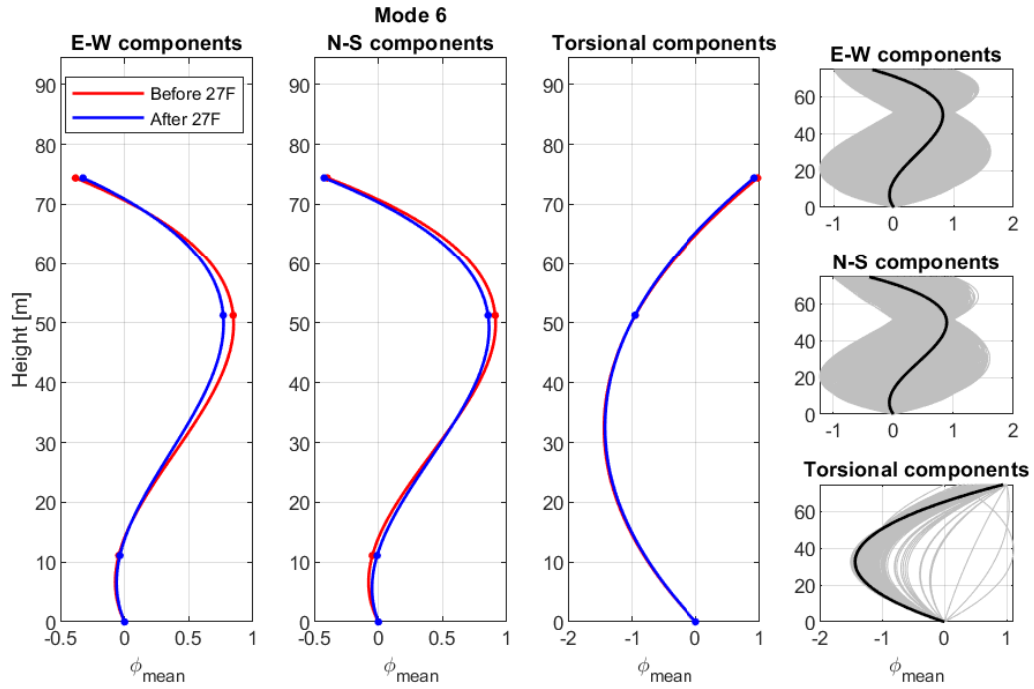 Mode 6
E-W components
N-S components
Torsional components
Before 27F
After 27F
Height [m]
90
80
70
60
50
40
30
20
10
0
-0.5 0 0.5 1
ϕmean
90
80
70
60
50
40
30
20
10
0
-0.5 0 0.5 1
ϕmean
90
80
70
60
50
40
30
20
10
0
-2 -1 0 1
ϕmean
E-W components
60
40
20
0
-1 0 1 2
N-S components
60
40
20
0
-1 0 1 2
Torsional components
60
40
20
0
-2 -1 0 1
ϕmean